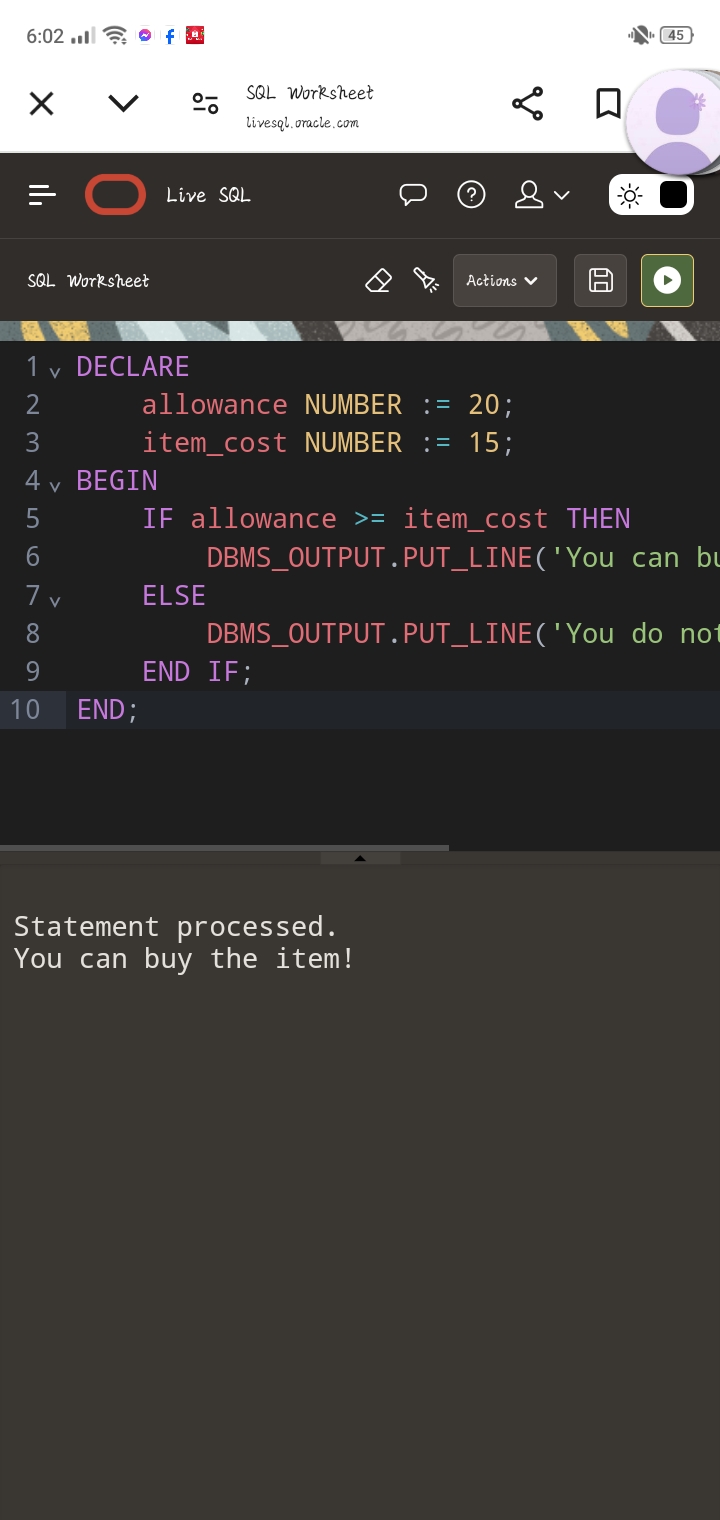 6:02
45
SQL Worksheet
livesql.oracle.com
Live SQL
SQL Worksheet
Actions
1 DECLARE
2     allowance NUMBER := 20;
3     item_cost NUMBER := 15;
4 BEGIN
5     IF allowance >= item_cost THEN
6         DBMS_OUTPUT.PUT_LINE('You can bu
7     ELSE
8         DBMS_OUTPUT.PUT_LINE('You do not
9     END IF;
10 END;
Statement processed.
You can buy the item!